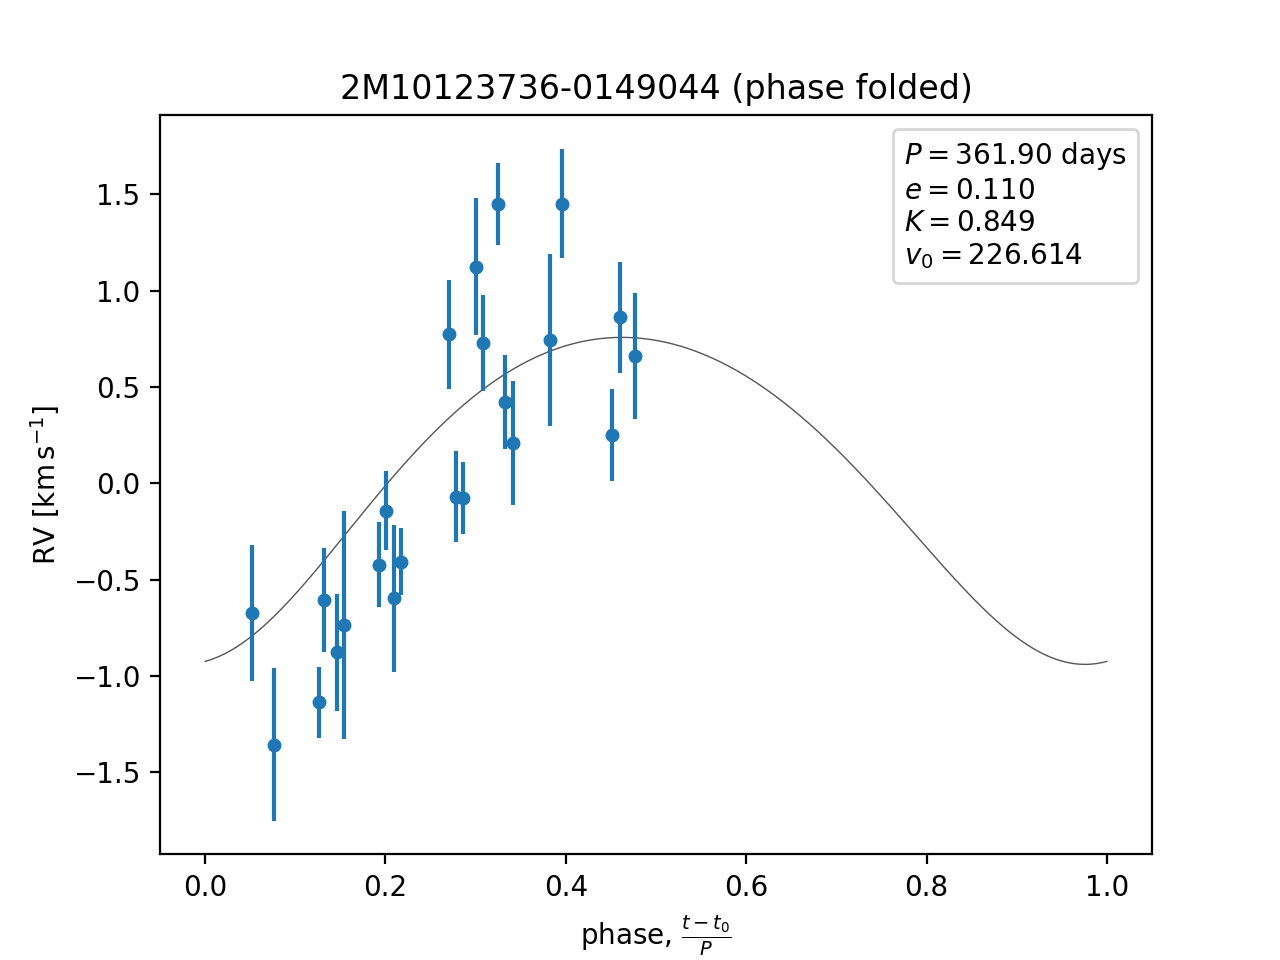 2M10123736-0149044 (phase folded)
P = 361.90 days
e = 0.110
K = 0.849
v₀ = 226.614
1.5
1.0
0.5
0.0
−0.5
−1.0
−1.5
RV [km s⁻¹]
0.0 0.2 0.4 0.6 0.8 1.0
phase, (t − t₀)/P